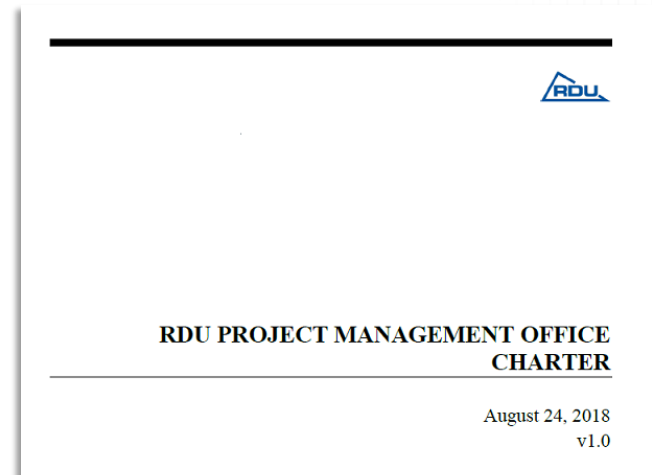 RDU
RDU PROJECT MANAGEMENT OFFICE
CHARTER
August 24, 2018
v1.0